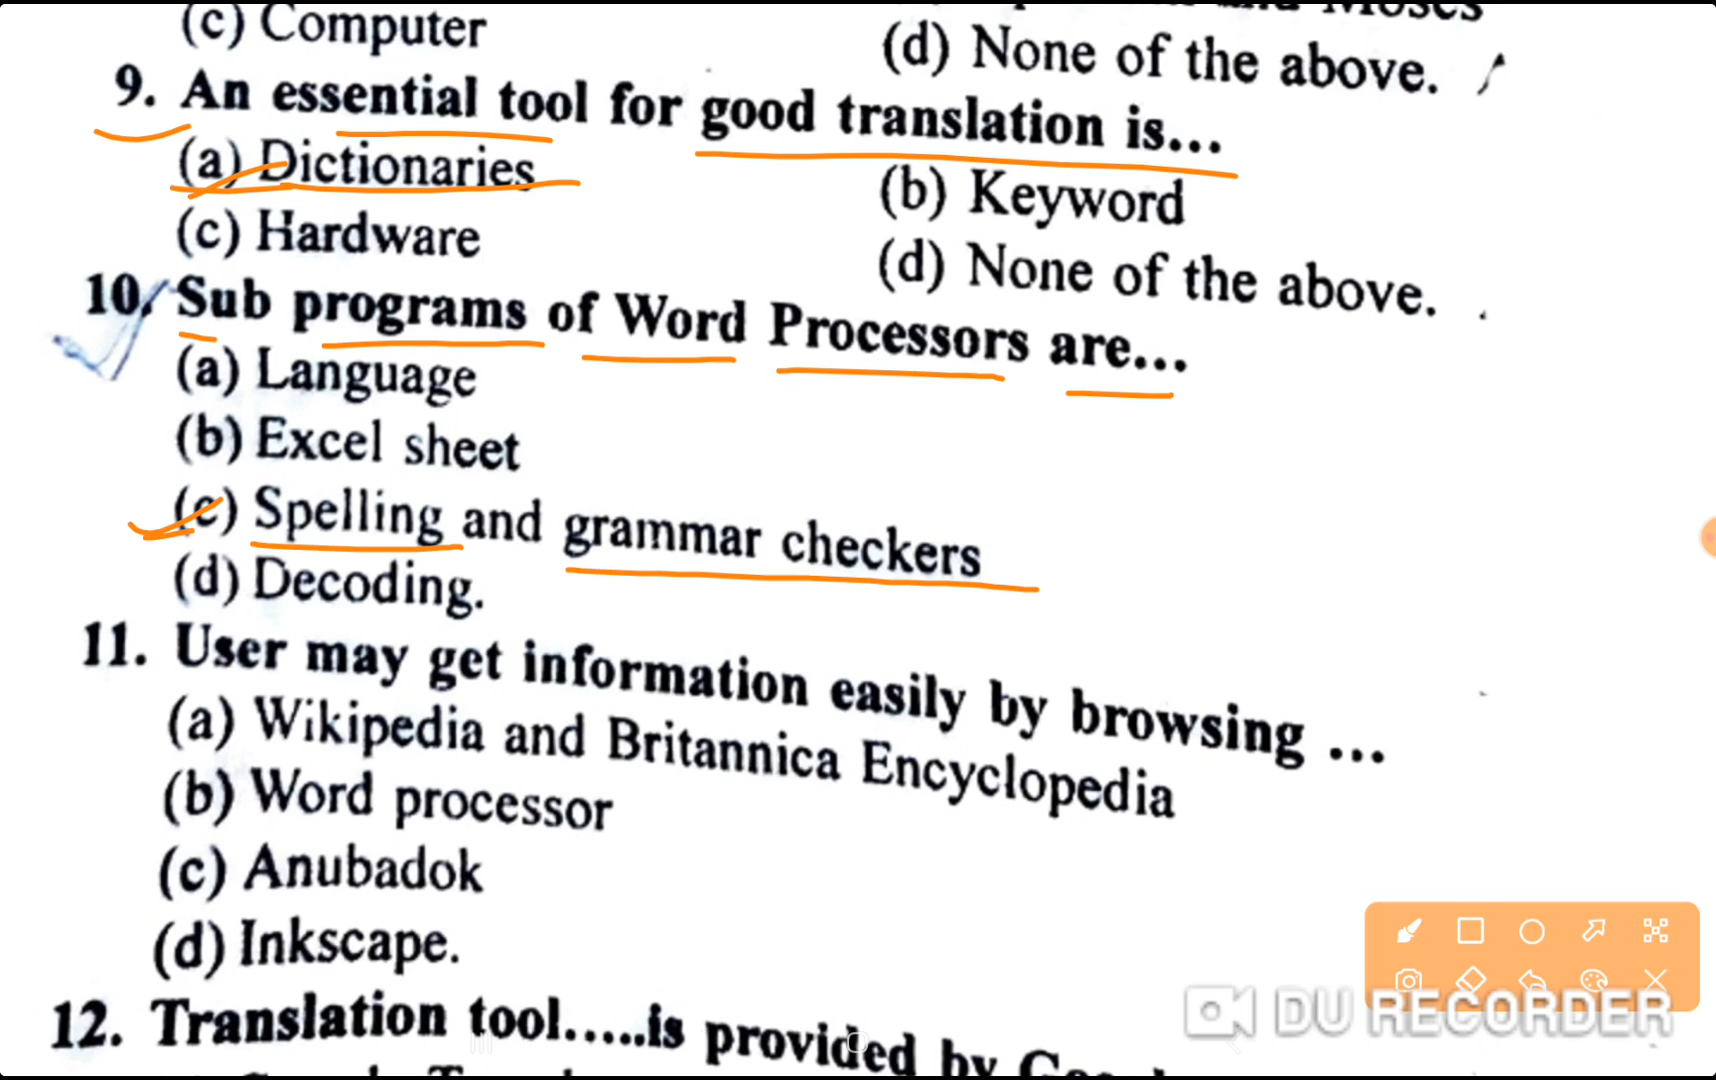 (c) Computer
(d) None of the above.
9. An essential tool for good translation is...
(a) Dictionaries
(b) Keyword
(c) Hardware
(d) None of the above.
10. Sub programs of Word Processors are...
(a) Language
(b) Excel sheet
(c) Spelling and grammar checkers
(d) Decoding.
11. User may get information easily by browsing ...
(a) Wikipedia and Britannica Encyclopedia
(b) Word processor
(c) Anubadok
(d) Inkscape.
12. Translation tool.....is provided by
DU RECORDER